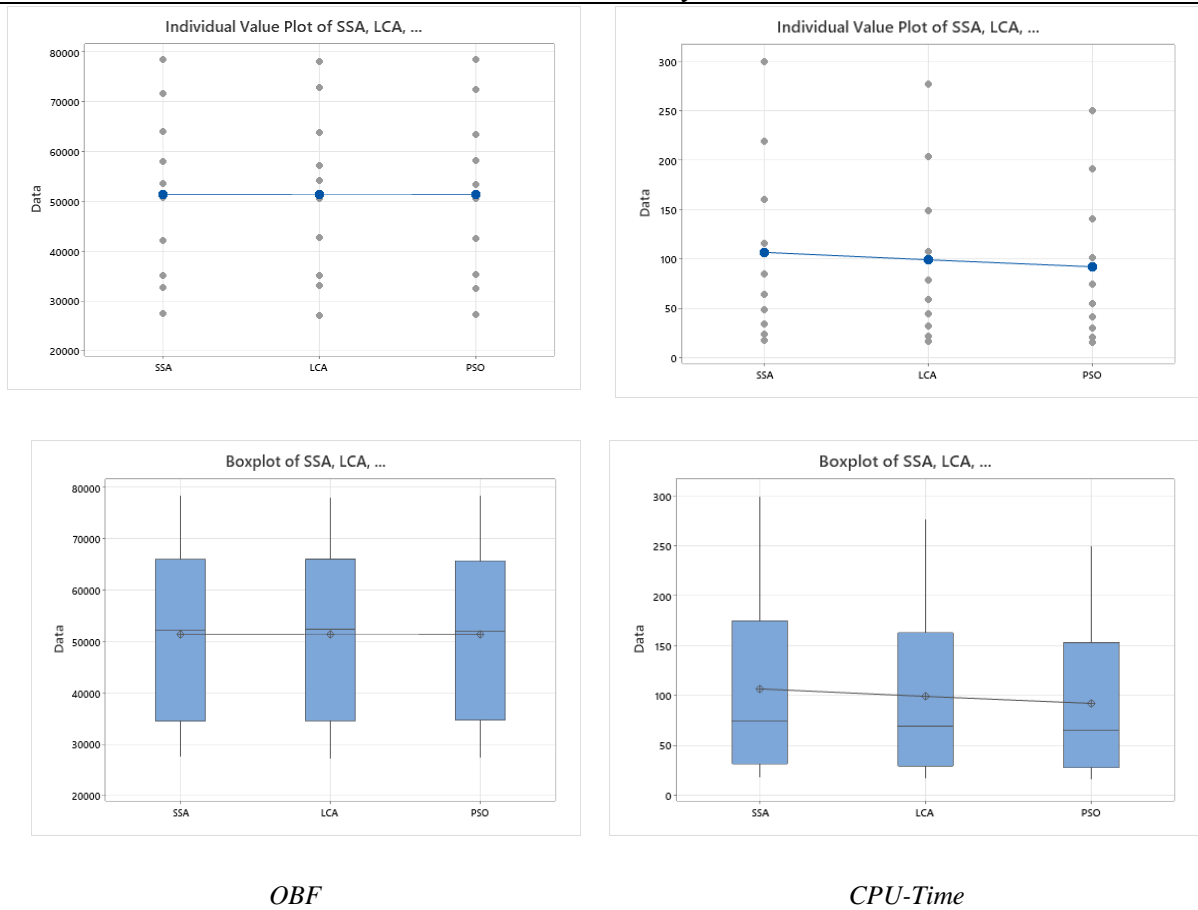 Individual Value Plot of SSA, LCA, ...
80000
70000
60000
50000
40000
30000
20000
Data
SSA LCA PSO
Individual Value Plot of SSA, LCA, ...
300
250
200
150
100
50
0
Data
SSA LCA PSO
Boxplot of SSA, LCA, ...
80000
70000
60000
50000
40000
30000
20000
Data
SSA LCA PSO
Boxplot of SSA, LCA, ...
300
250
200
150
100
50
0
Data
SSA LCA PSO
OBF CPU-Time